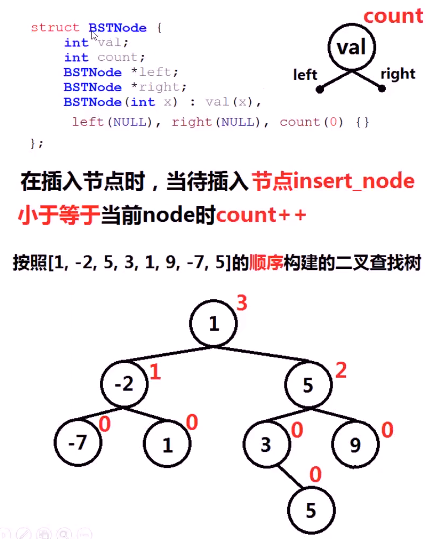 count
struct BSTNode {
int val;
int count;
BSTNode *left;
BSTNode *right;
BSTNode(int x) : val(x),
left(NULL), right(NULL), count(0) {}
};
val
left
right
在插入节点时，当待插入节点insert_node
小于等于当前node时count++
按照[1, -2, 5, 3, 1, 9, -7, 5]的顺序构建的二叉查找树
1 3
-2 1 5 2
-7 0 1 0 3 0 9 0
5 0